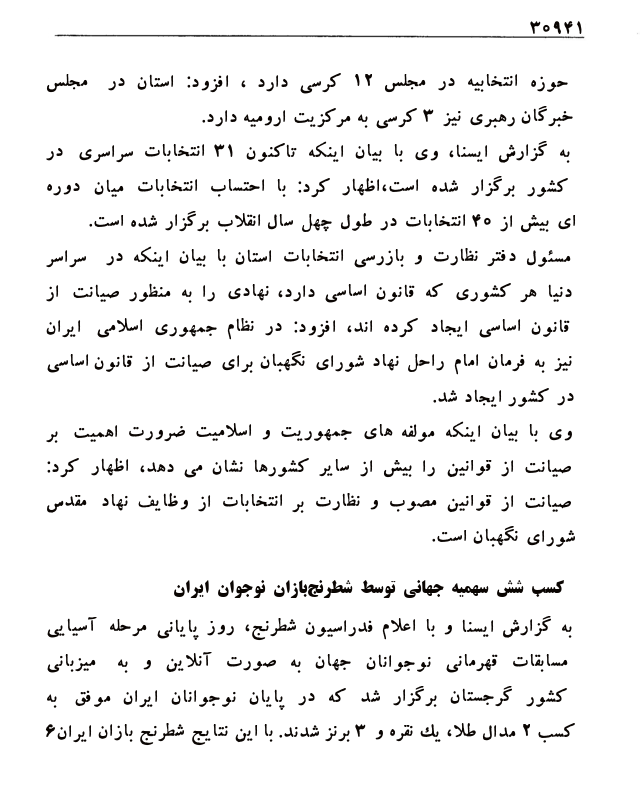 ۳۰۹۴۱
حوزه انتخابیه در مجلس ۱۲ کرسی دارد ، افزود: استان در مجلس
خبرگان رهبری نیز ۳ کرسی به مرکزیت ارومیه دارد.
به گزارش ایسنا، وی با بیان اینکه تاکنون ۳۱ انتخابات سراسری در
کشور برگزار شده است،اظهار کرد: با احتساب انتخابات میان دوره
ای بیش از ۴۰ انتخابات در طول چهل سال انقلاب برگزار شده است.
مسئول دفتر نظارت و بازرسی انتخابات استان با بیان اینکه در سراسر
دنیا هر کشوری که قانون اساسی دارد، نهادی را به منظور صیانت از
قانون اساسی ایجاد کرده اند، افزود: در نظام جمهوری اسلامی ایران
نیز به فرمان امام راحل نهاد شورای نگهبان برای صیانت از قانون اساسی
در کشور ایجاد شد.
وی با بیان اینکه مولفه های جمهوریت و اسلامیت ضرورت اهمیت بر
صیانت از قوانین را بیش از سایر کشورها نشان می دهد، اظهار کرد:
صیانت از قوانین مصوب و نظارت بر انتخابات از وظایف نهاد مقدس
شورای نگهبان است.
کسب شش سهمیه جهانی توسط شطرنج‌بازان نوجوان ایران
به گزارش ایسنا و با اعلام فدراسیون شطرنج، روز پایانی مرحله آسیایی
مسابقات قهرمانی نوجوانان جهان به صورت آنلاین و به میزبانی
کشور گرجستان برگزار شد که در پایان نوجوانان ایران موفق به
کسب ۲ مدال طلا، یك نقره و ۳ برنز شدند. با این نتایج شطرنج بازان ایران۶